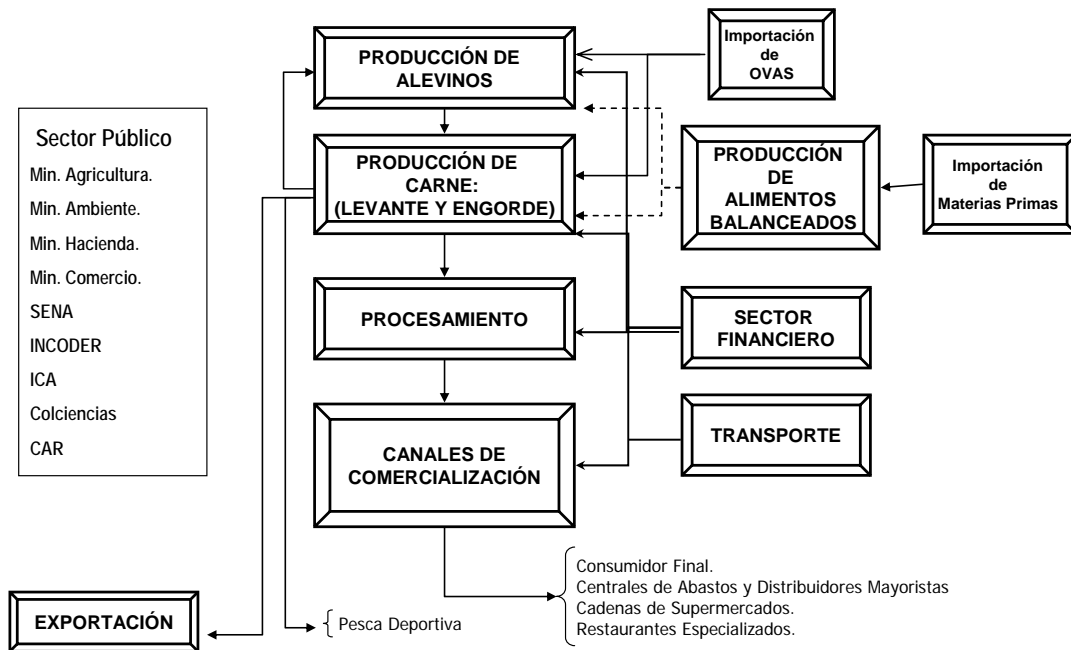 PRODUCCIÓN DE
ALEVINOS
Importación
de
OVAS
Sector Público
Min. Agricultura.
Min. Ambiente.
Min. Hacienda.
Min. Comercio.
SENA
INCODER
ICA
Colciencias
CAR
PRODUCCIÓN DE
CARNE:
(LEVANTE Y ENGORDE)
PRODUCCIÓN
DE
ALIMENTOS
BALANCEADOS
Importación
de
Materias Primas
PROCESAMIENTO
SECTOR
FINANCIERO
CANALES DE
COMERCIALIZACIÓN
TRANSPORTE
EXPORTACIÓN
Pesca Deportiva
Consumidor Final.
Centrales de Abastos y Distribuidores Mayoristas
Cadenas de Supermercados.
Restaurantes Especializados.